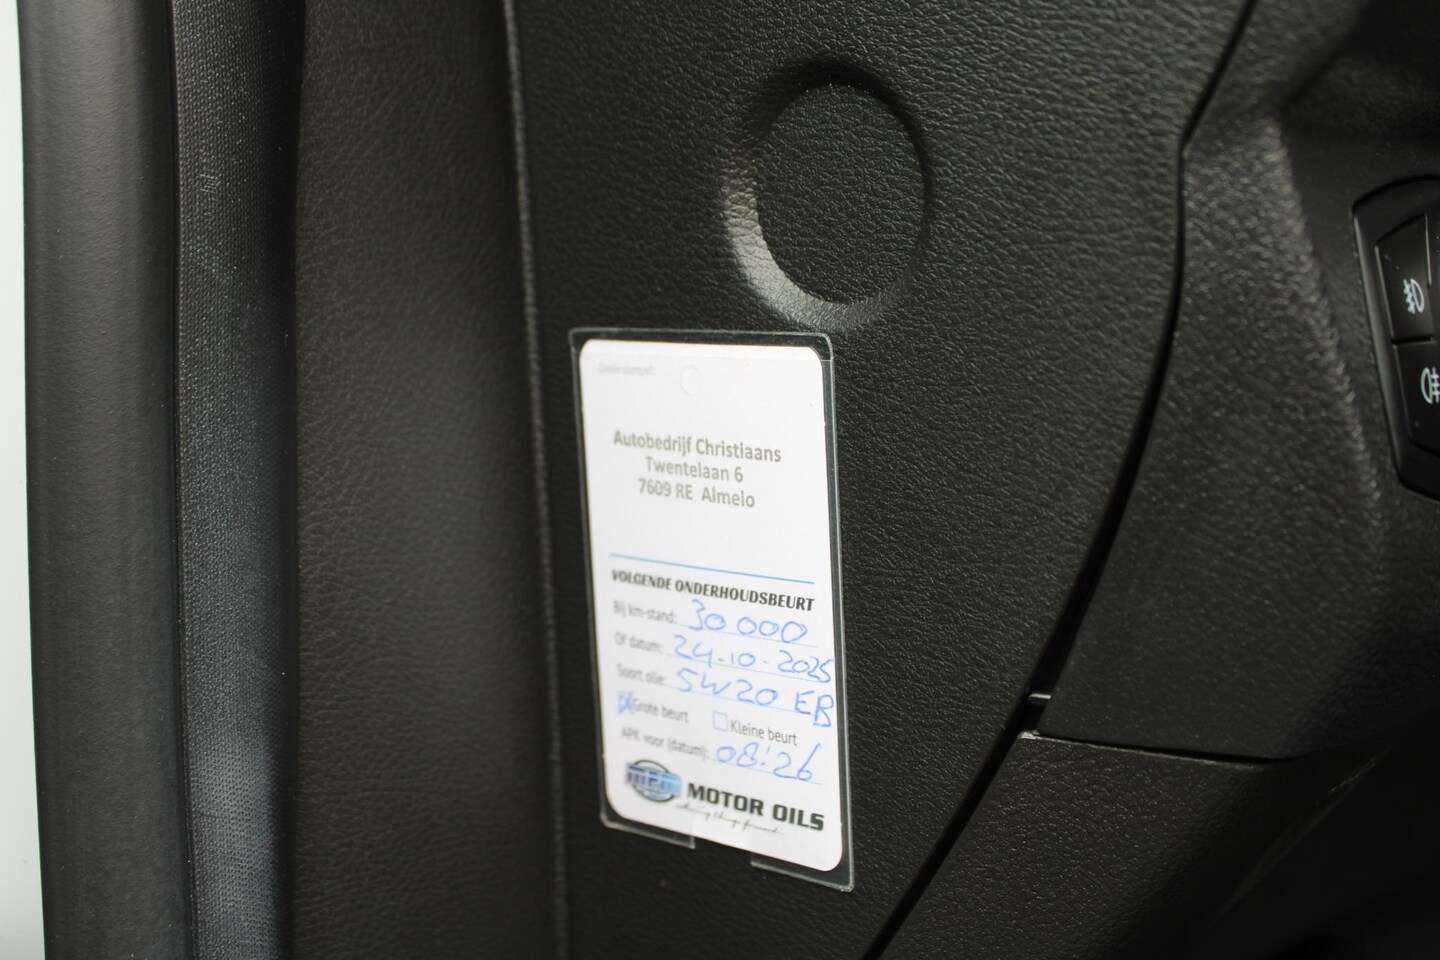 Dealerstempel:
Autobedrijf Christiaans
Twentelaan 6
7609 RE Almelo
VOLGENDE ONDERHOUDSBEURT
Bij km-stand: 30 000
Of datum: 24-10-2025
Soort olie: 5W20 EB
Grote beurt Kleine beurt
APK voor (datum): 08:26
MOTOR OILS